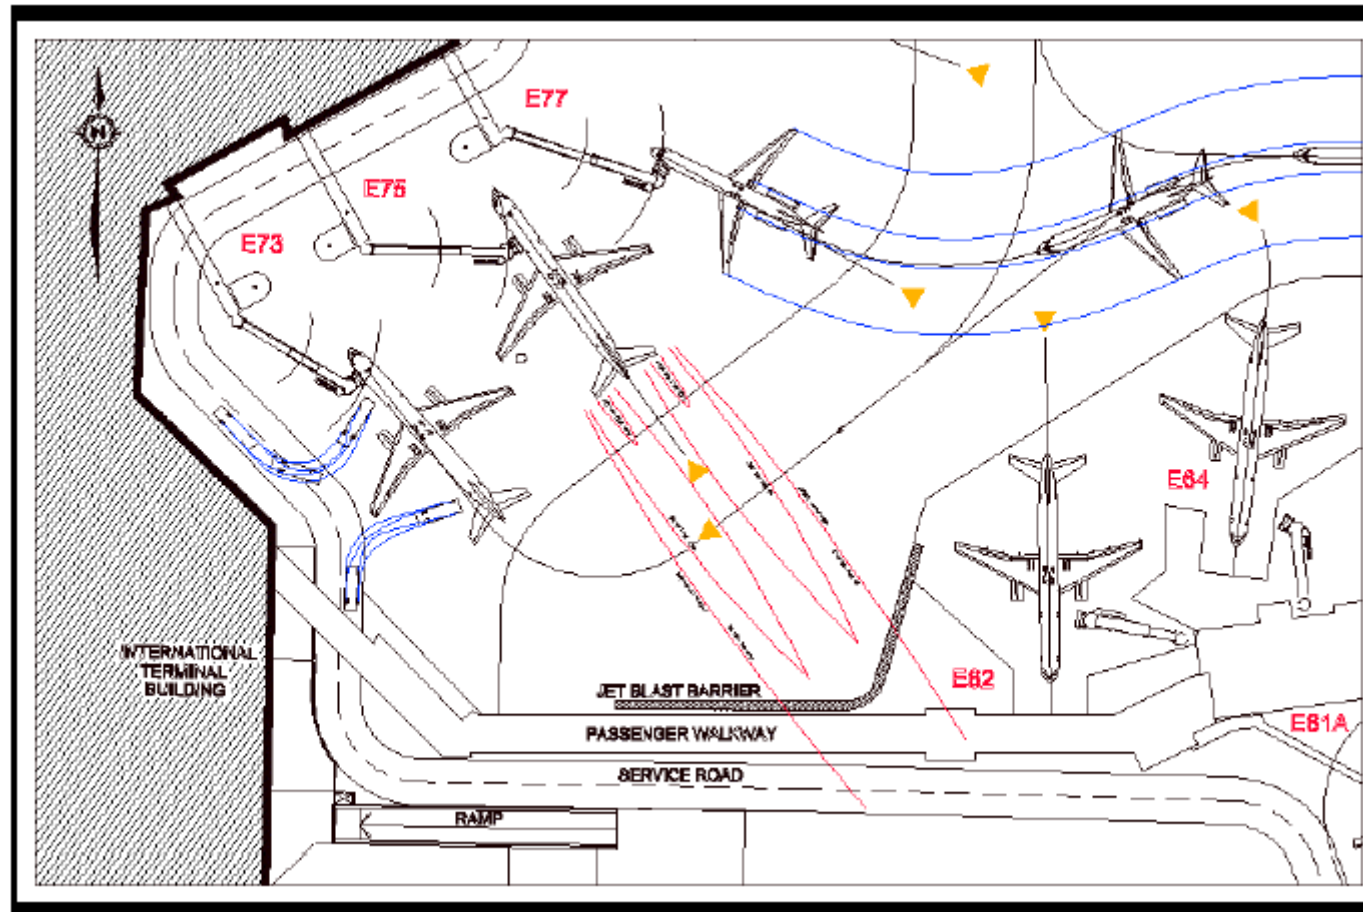 E77
E75
E73
N
E64
INTERNATIONAL
TERMINAL
BUILDING
JET BLAST BARRIER
E62
PASSENGER WALKWAY
E61A
SERVICE ROAD
RAMP